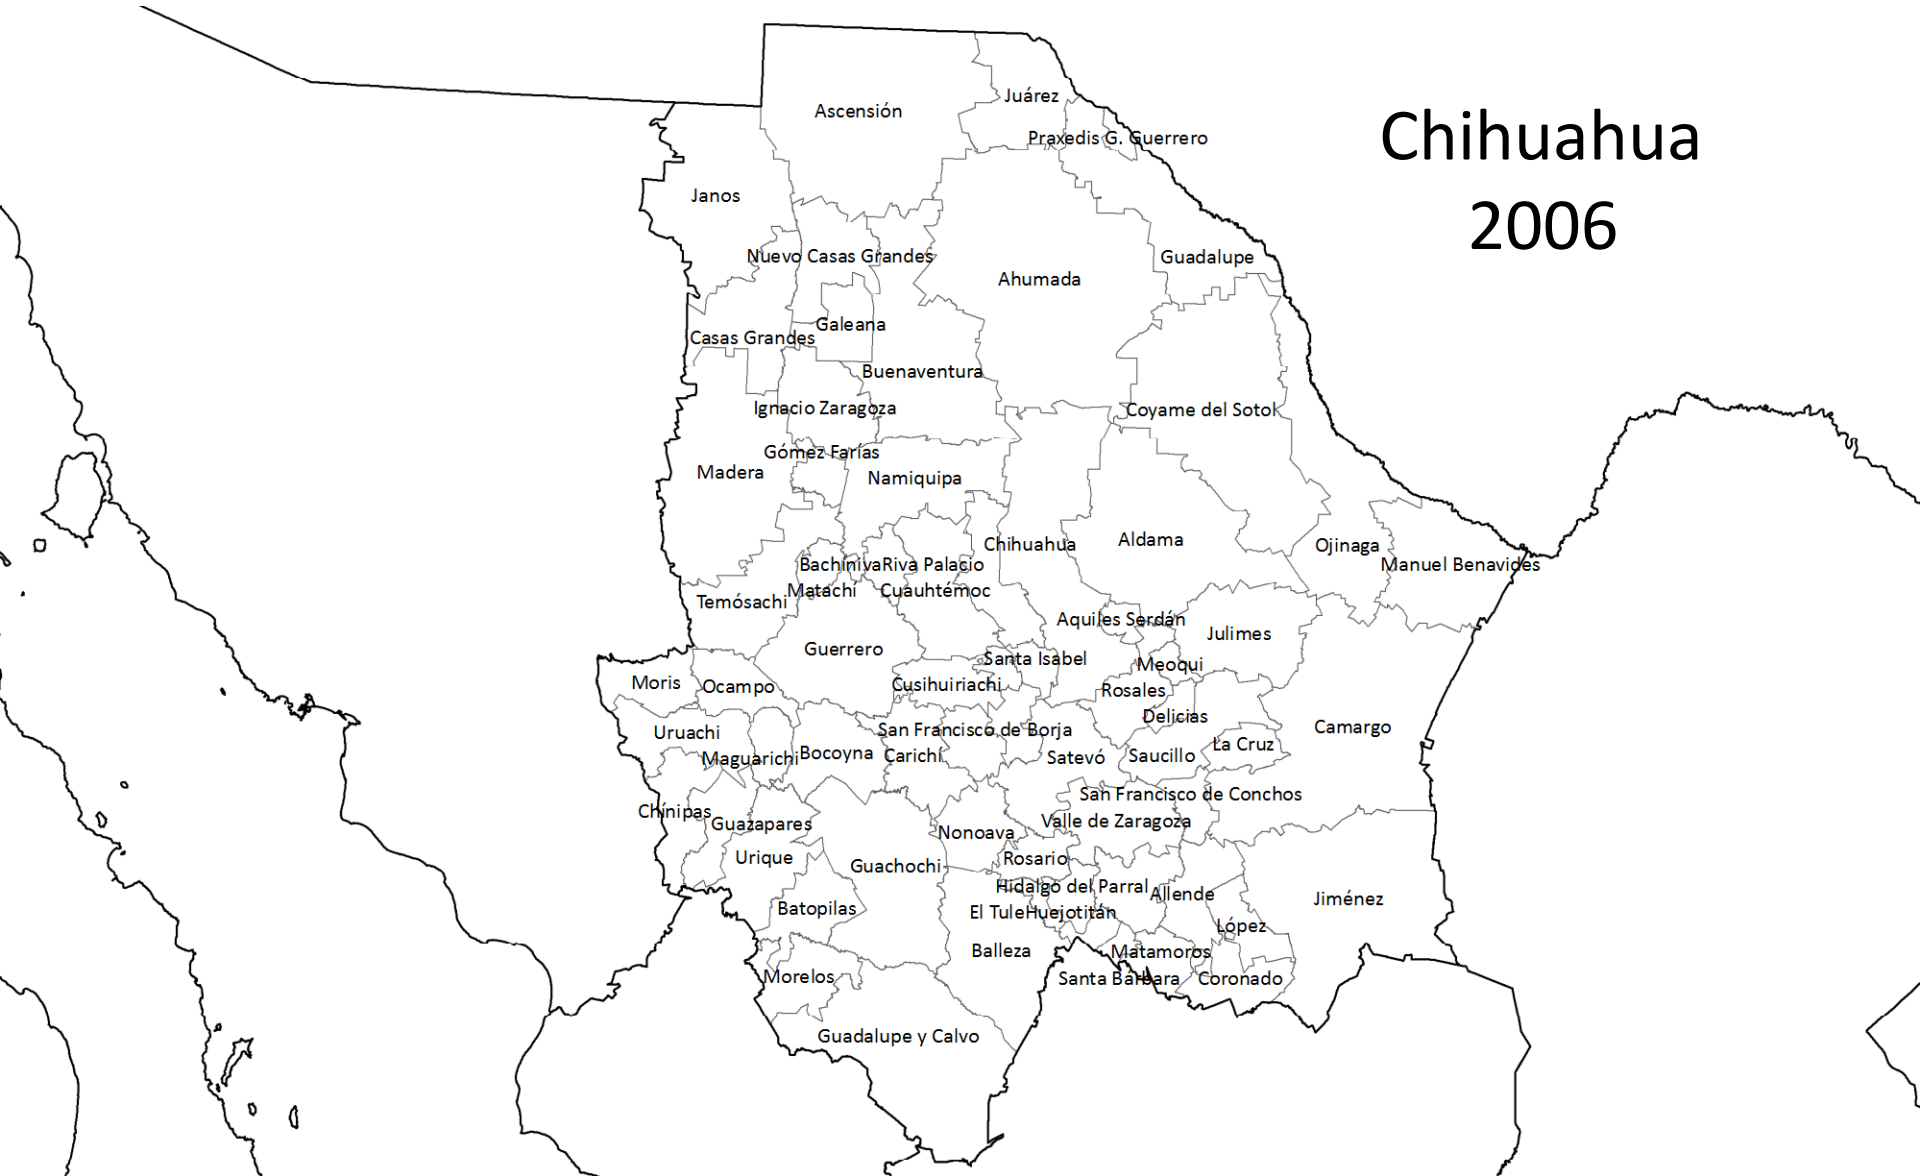 Chihuahua
2006
Ascensión
Juárez
Praxedis G. Guerrero
Janos
Nuevo Casas Grandes
Guadalupe
Ahumada
Galeana
Casas Grandes
Buenaventura
Ignacio Zaragoza
Coyame del Sotol
Gómez Farías
Madera
Namiquipa
Chihuahua
Aldama
Ojinaga
Manuel Benavides
Bachíniva
Riva Palacio
Matachí
Cuauhtémoc
Temósachi
Aquiles Serdán
Julimes
Guerrero
Santa Isabel
Meoqui
Moris
Ocampo
Cusihuiriachi
Rosales
Delicias
Camargo
Uruachi
San Francisco de Borja
La Cruz
Maguarichi
Bocoyna
Carichí
Satevó
Saucillo
San Francisco de Conchos
Chínipas
Guazapares
Valle de Zaragoza
Nonoava
Urique
Guachochi
Rosario
Hidalgo del Parral
Allende
Jiménez
Batopilas
El Tule
Huejotitán
López
Balleza
Matamoros
Morelos
Santa Bárbara
Coronado
Guadalupe y Calvo